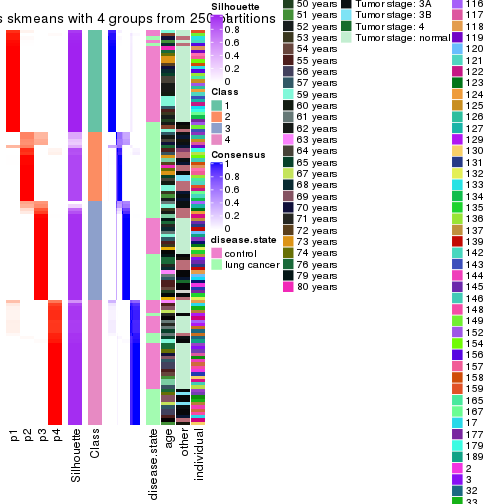 s skmeans with 4 groups from 250 partitions
Silhouette
1
0.8
0.6
0.4
0.2
0
Class
1
2
3
4
Consensus
1
0.8
0.6
0.4
0.2
0
disease.state
control
lung cancer
50 years
51 years
52 years
53 years
54 years
55 years
56 years
57 years
59 years
60 years
61 years
62 years
63 years
64 years
65 years
67 years
68 years
69 years
70 years
71 years
72 years
73 years
74 years
76 years
79 years
80 years
Tumor stage: 3A
Tumor stage: 3B
Tumor stage: 4
Tumor stage: normal
116
117
118
119
120
121
122
123
124
125
126
127
129
130
131
132
133
134
135
136
137
139
142
143
144
145
146
148
149
152
154
156
157
158
159
165
167
17
177
179
189
2
3
32
33
p1
p2
p3
p4
Silhouette
Class
disease.state
age
other
individual